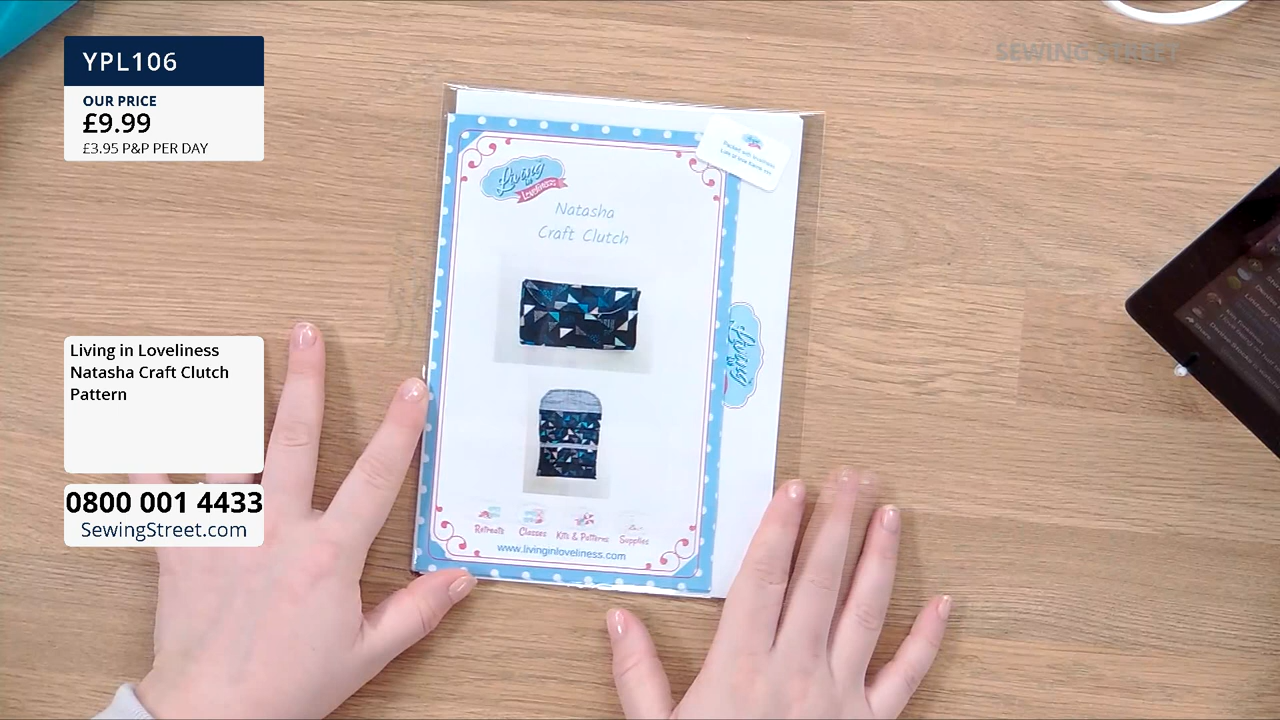 YPL106
OUR PRICE
£9.99
£3.95 P&P PER DAY
SEWING STREET
Living in Loveliness
Natasha Craft Clutch
Pattern
0800 001 4433
SewingStreet.com
Living
in
Loveliness
Natasha
Craft Clutch
Living
Retreats Classes Kits & Patterns Supplies
www.livinginloveliness.com